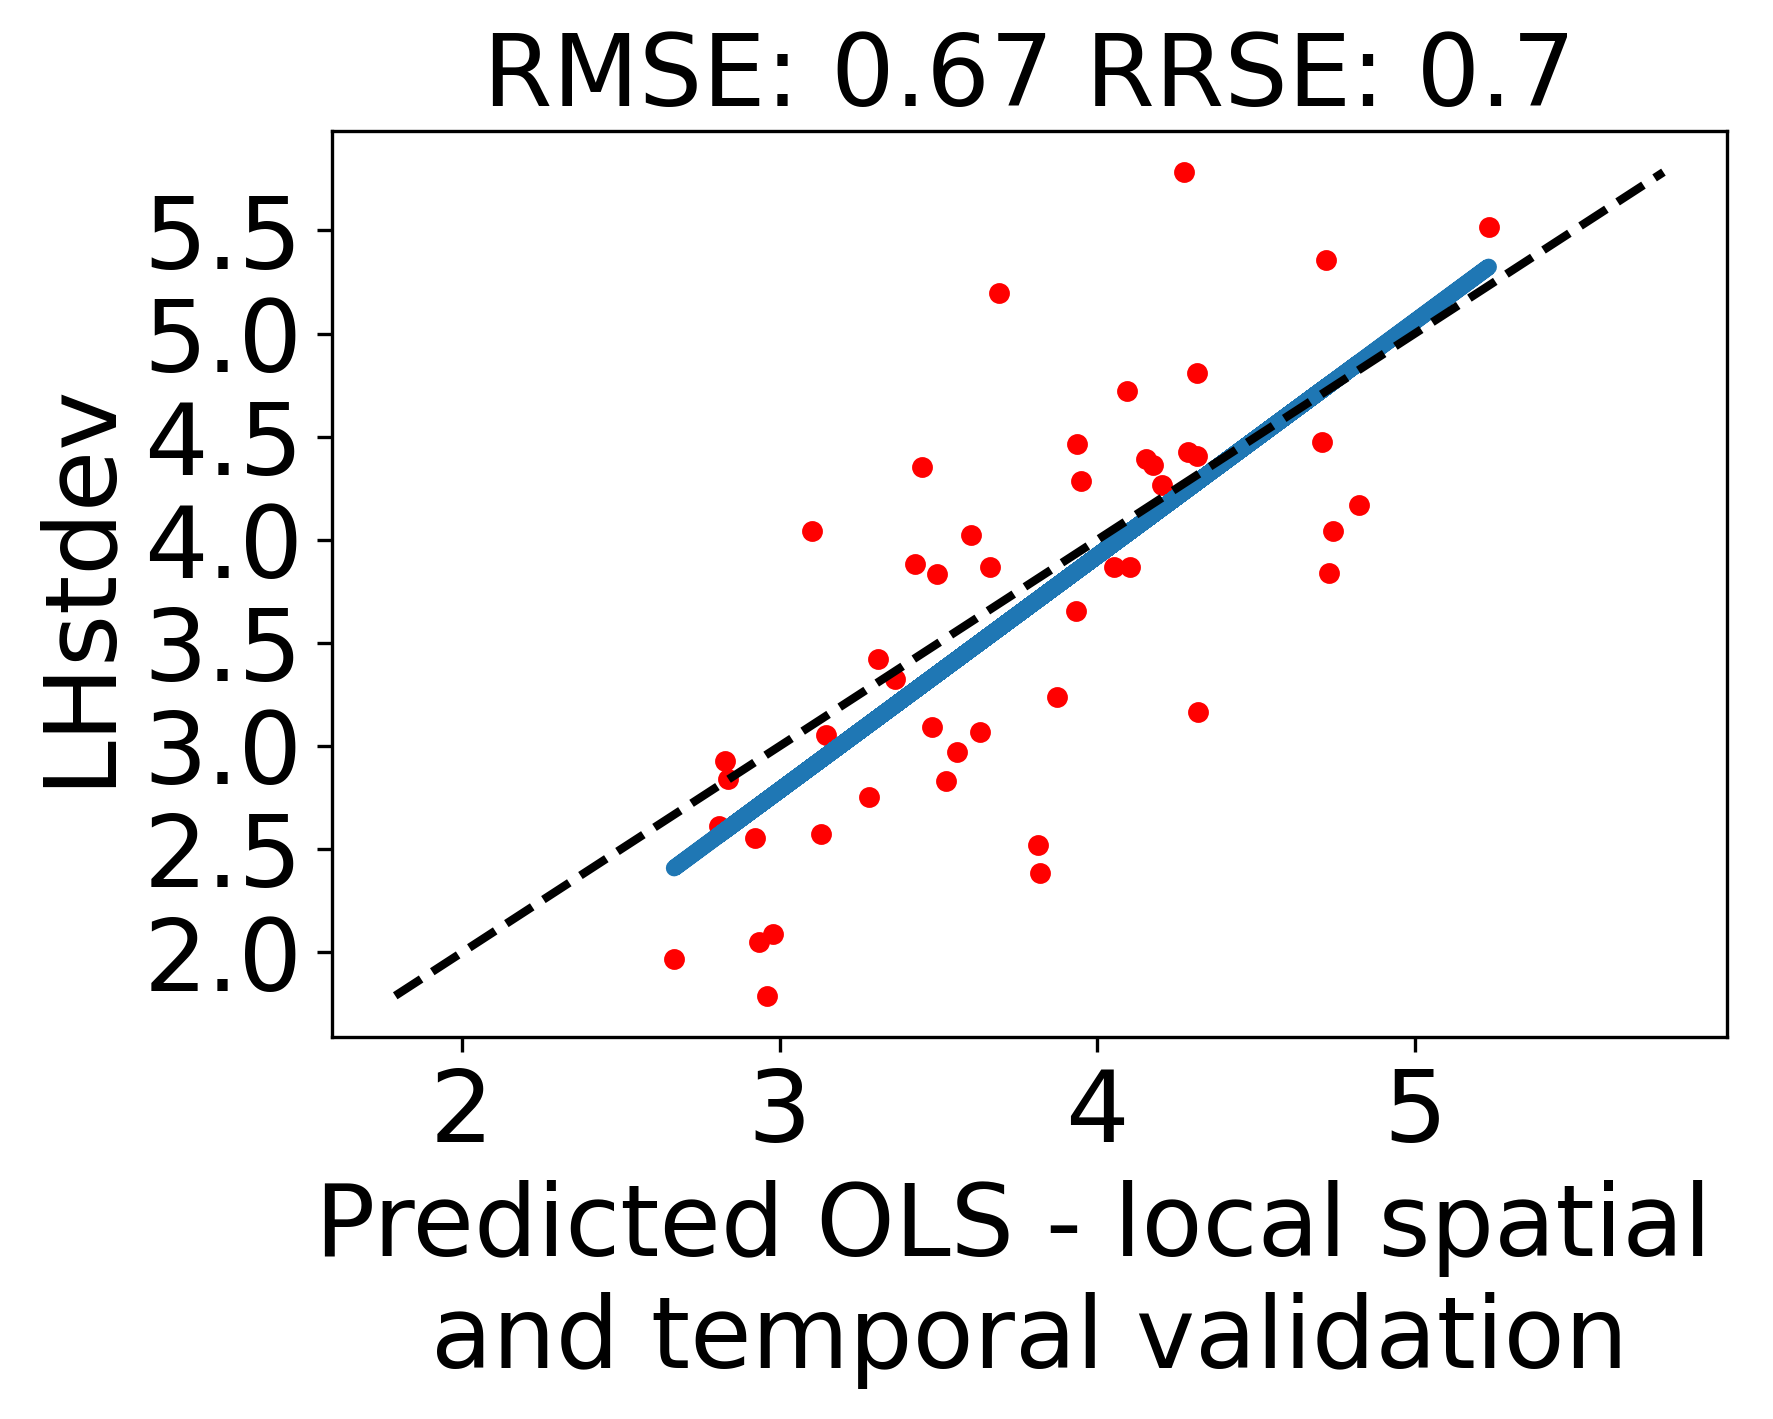 RMSE: 0.67 RRSE: 0.7
LHstdev
5.5
5.0
4.5
4.0
3.5
3.0
2.5
2.0
2 3 4 5
Predicted OLS - local spatial
and temporal validation